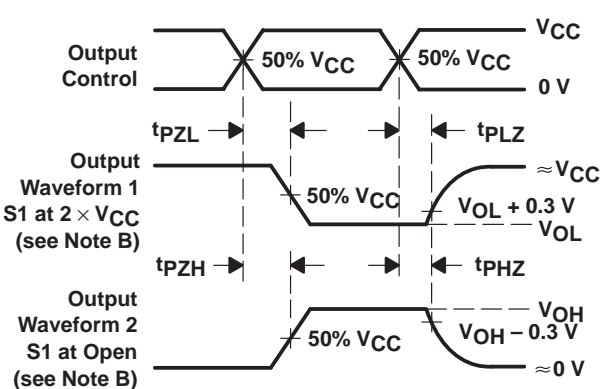 VCC
Output
Control
50% VCC
50% VCC
0 V
tPZL
tPLZ
Output
Waveform 1
S1 at 2 × VCC
(see Note B)
≈VCC
50% VCC
VOL + 0.3 V
VOL
tPZH
tPHZ
Output
Waveform 2
S1 at Open
(see Note B)
VOH
50% VCC
VOH − 0.3 V
≈0 V